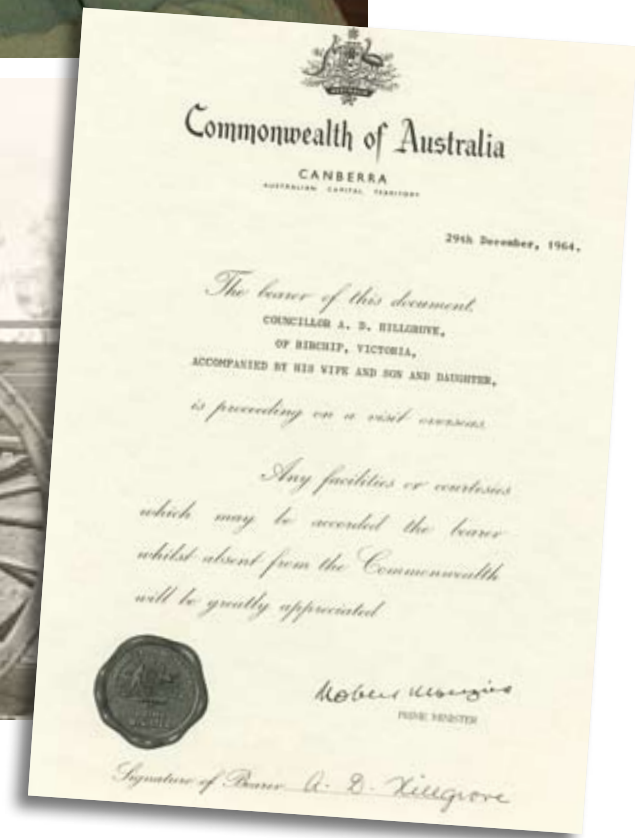 AUSTRALIA
Commonwealth of Australia
CANBERRA
AUSTRALIAN CAPITAL TERRITORY
29th December, 1964.
The bearer of this document,
COUNCILLOR A. D. HILLGROVE,
OF BIRCHIP, VICTORIA,
ACCOMPANIED BY HIS WIFE AND SON AND DAUGHTER,
is proceeding on a visit overseas.
Any facilities or courtesies
which may be accorded the bearer
whilst absent from the Commonwealth
will be greatly appreciated
Robert Menzies
PRIME MINISTER
PRIME
MINISTER
Signature of Bearer A. D. Hillgrove